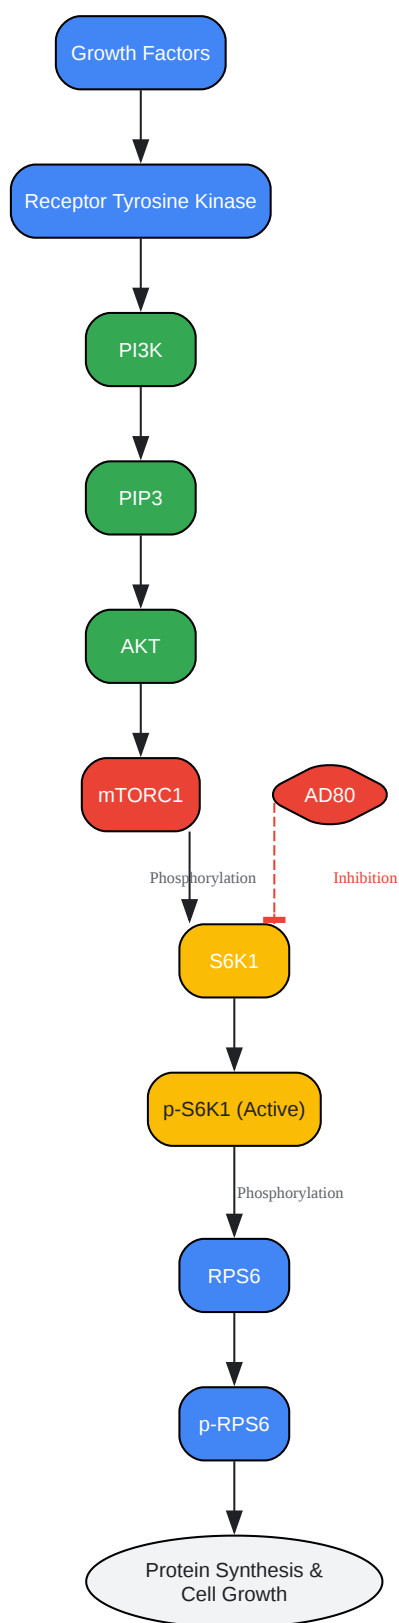 Growth Factors
Receptor Tyrosine Kinase
PI3K
PIP3
AKT
mTORC1
AD80
Phosphorylation
Inhibition
S6K1
p-S6K1 (Active)
Phosphorylation
RPS6
p-RPS6
Protein Synthesis &
Cell Growth